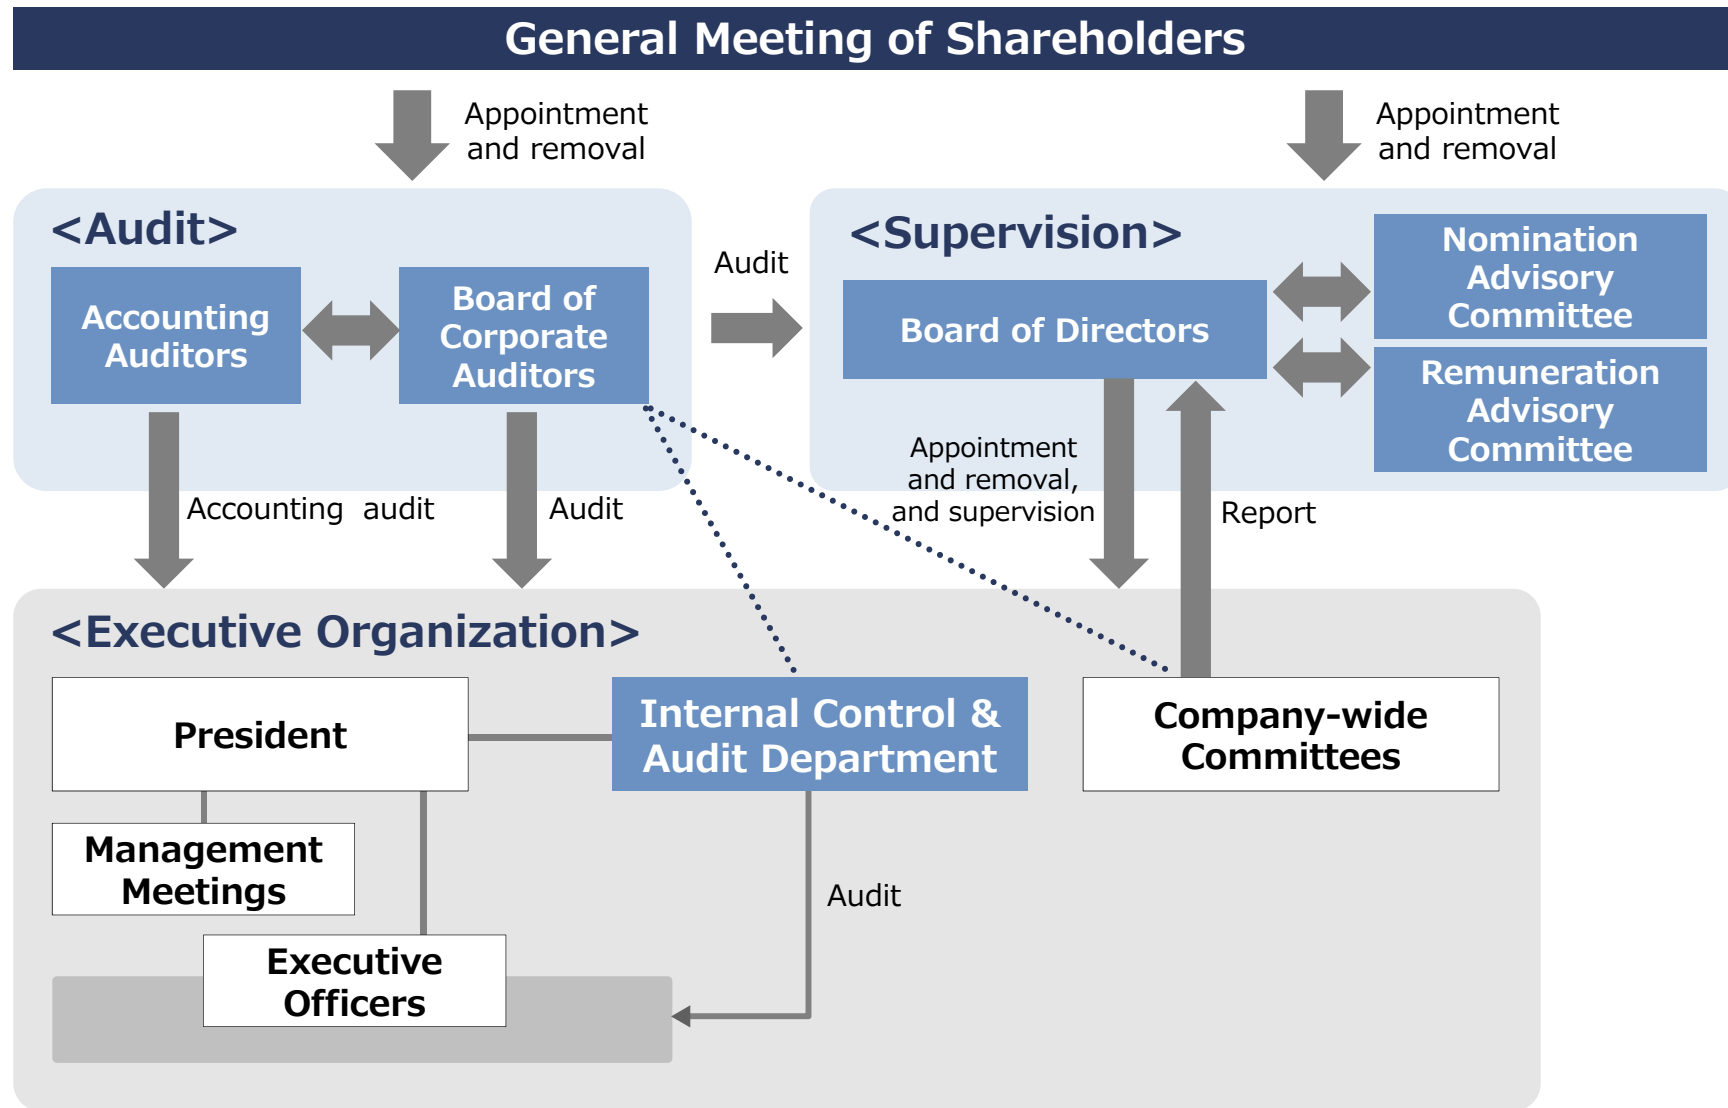 General Meeting of Shareholders
Appointment
and removal
Appointment
and removal
<Audit>
Accounting
Auditors
Board of
Corporate
Auditors
Audit
<Supervision>
Board of Directors
Nomination
Advisory
Committee
Remuneration
Advisory
Committee
Accounting audit
Audit
Appointment
and removal,
and supervision
Report
<Executive Organization>
President
Internal Control &
Audit Department
Company-wide
Committees
Management
Meetings
Audit
Executive
Officers